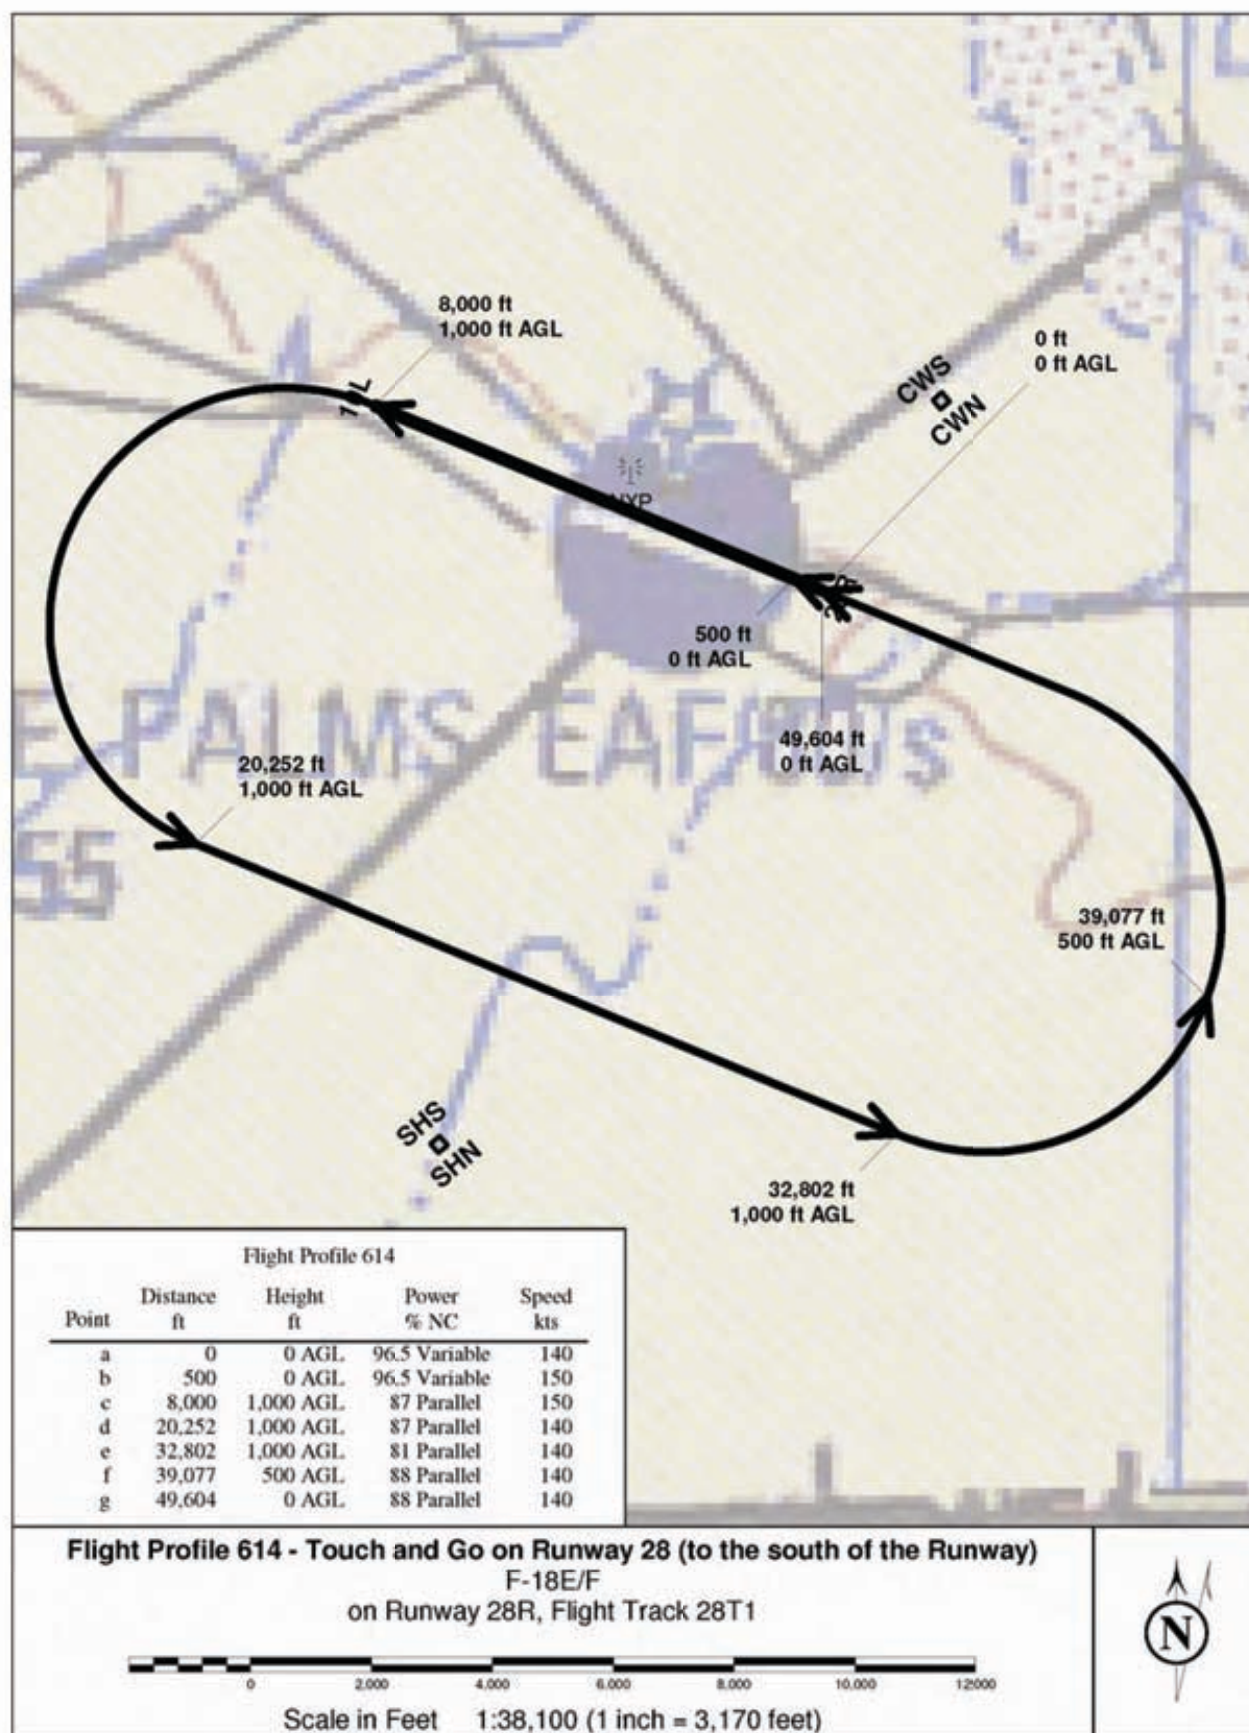 8,000 ft
1,000 ft AGL
0 ft
0 ft AGL
CWS
CWN
NXP
500 ft
0 ft AGL
49,604 ft
0 ft AGL
E PALMS EAF
20,252 ft
1,000 ft AGL
55
39,077 ft
500 ft AGL
SHS
SHN
32,802 ft
1,000 ft AGL
Flight Profile 614
Distance Height Power Speed
Point ft ft % NC kts
a 0 0 AGL 96.5 Variable 140
b 500 0 AGL 96.5 Variable 150
c 8,000 1,000 AGL 87 Parallel 150
d 20,252 1,000 AGL 87 Parallel 140
e 32,802 1,000 AGL 81 Parallel 140
f 39,077 500 AGL 88 Parallel 140
g 49,604 0 AGL 88 Parallel 140
Flight Profile 614 - Touch and Go on Runway 28 (to the south of the Runway)
F-18E/F
on Runway 28R, Flight Track 28T1
N
0 2,000 4,000 6,000 8,000 10,000 12000
Scale in Feet 1:38,100 (1 inch = 3,170 feet)